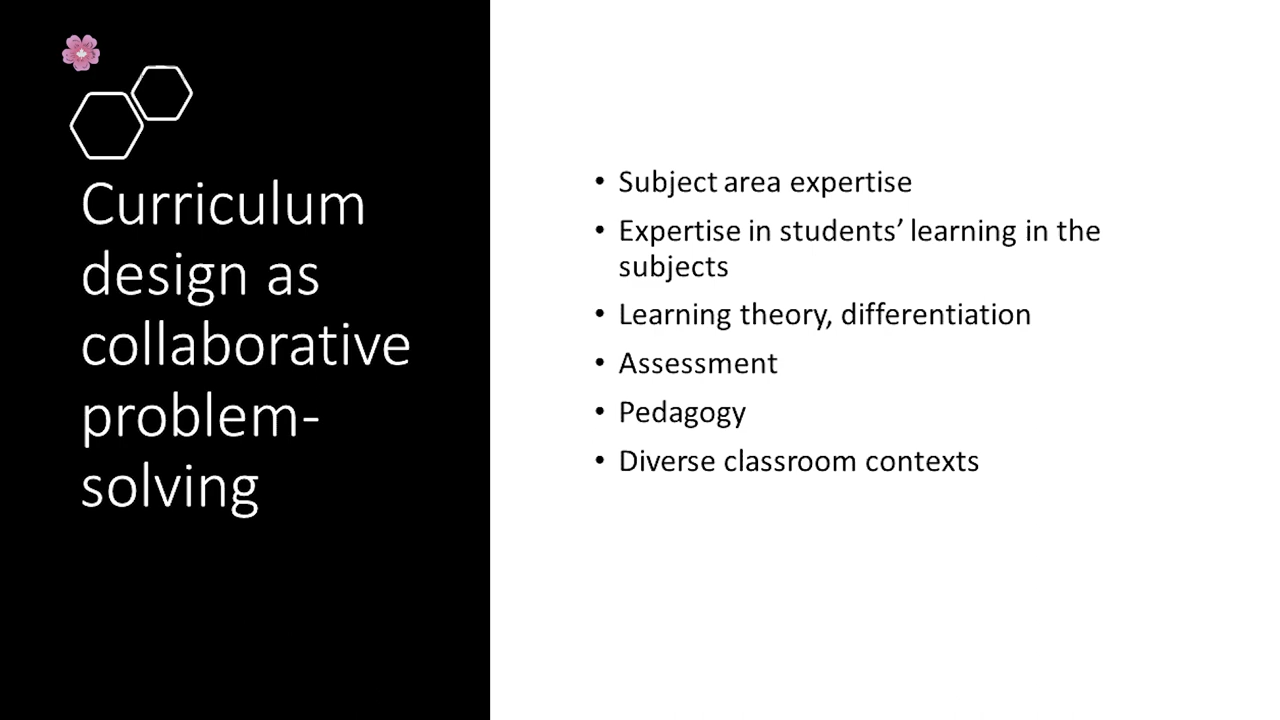 Curriculum
design as
collaborative
problem-
solving
• Subject area expertise
• Expertise in students’ learning in the
subjects
• Learning theory, differentiation
• Assessment
• Pedagogy
• Diverse classroom contexts